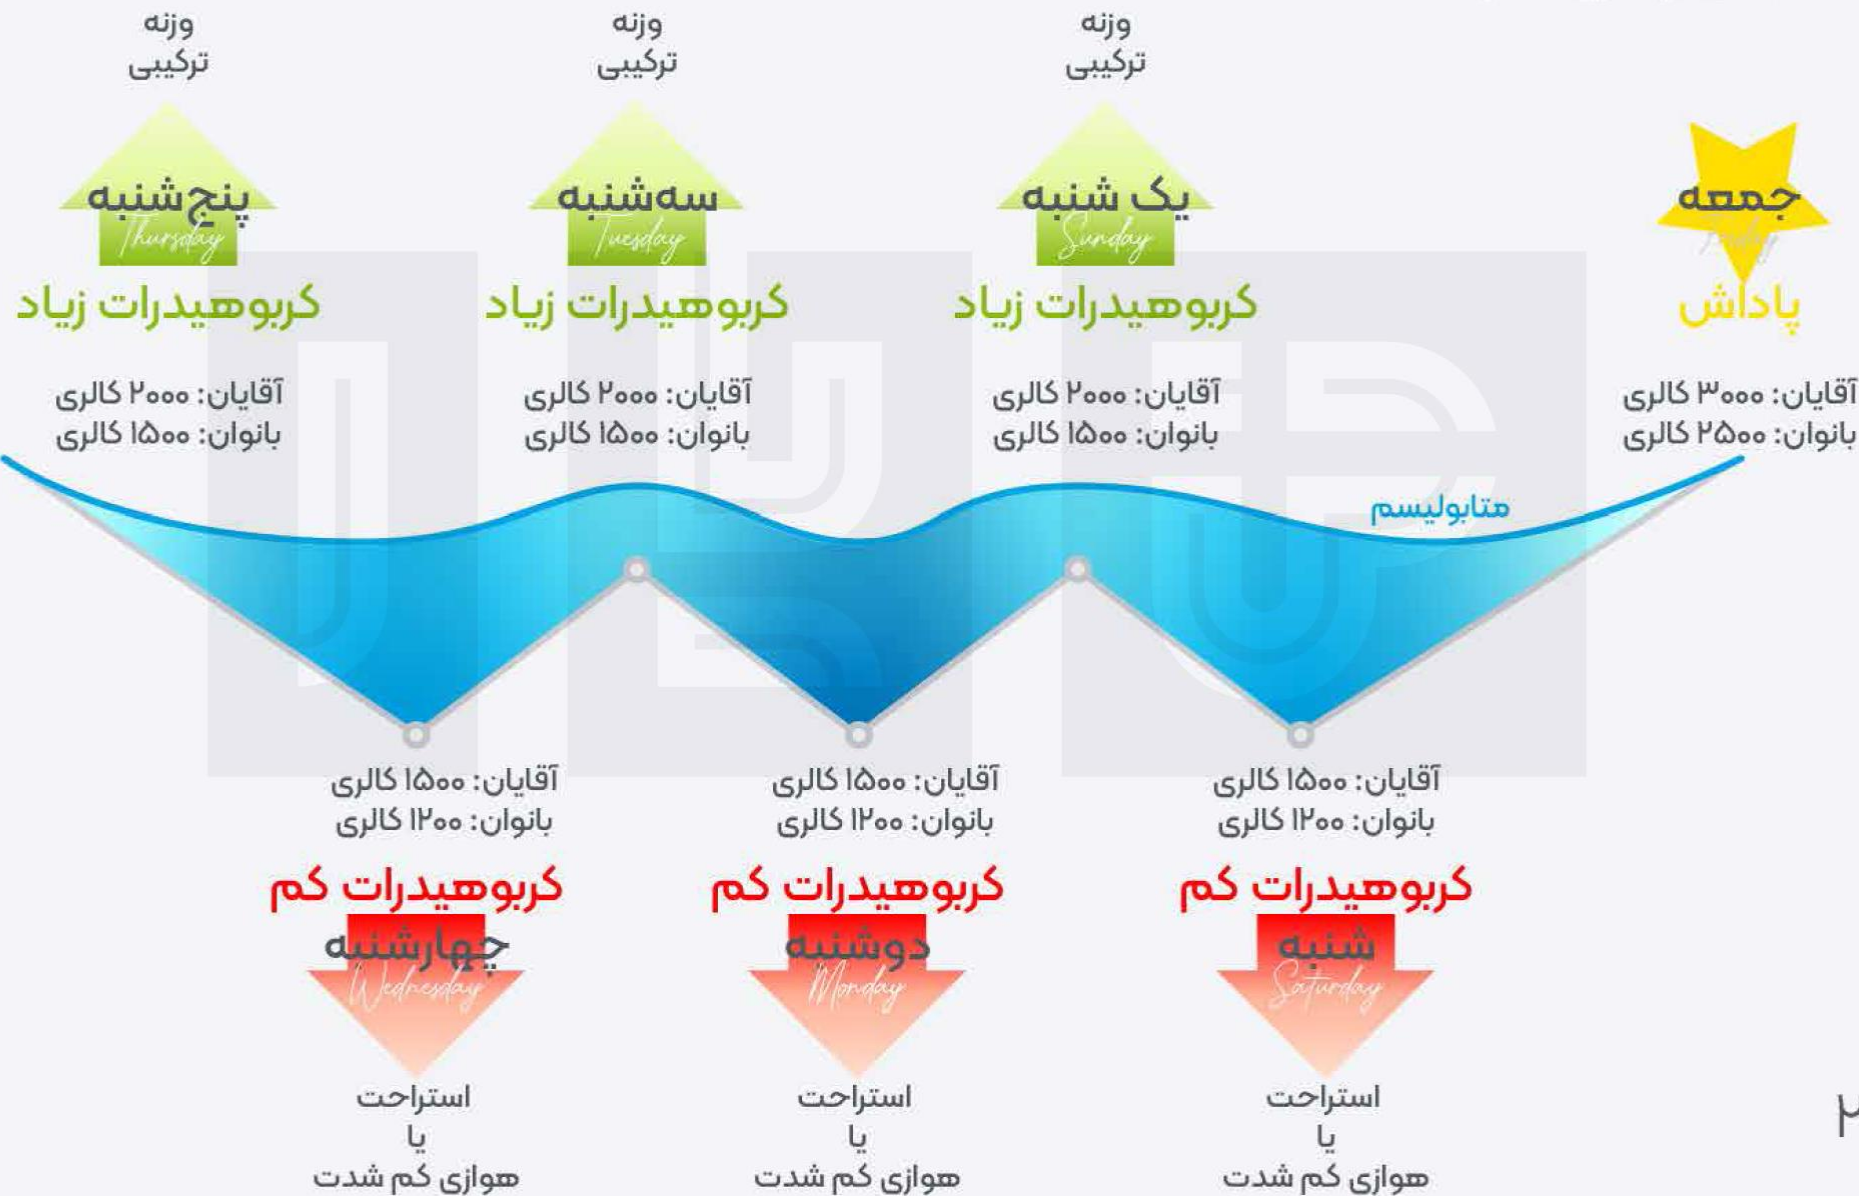 وزنه
ترکیبی
وزنه
ترکیبی
وزنه
ترکیبی
جمعه
Friday
یک شنبه
Sunday
سه‌شنبه
Tuesday
پنج‌شنبه
Thursday
پاداش
کربوهیدرات زیاد
کربوهیدرات زیاد
کربوهیدرات زیاد
آقایان: ۳۰۰۰ کالری
بانوان: ۲۵۰۰ کالری
آقایان: ۲۰۰۰ کالری
بانوان: ۱۵۰۰ کالری
آقایان: ۲۰۰۰ کالری
بانوان: ۱۵۰۰ کالری
آقایان: ۲۰۰۰ کالری
بانوان: ۱۵۰۰ کالری
متابولیسم
آقایان: ۱۵۰۰ کالری
بانوان: ۱۲۰۰ کالری
کربوهیدرات کم
شنبه
Saturday
استراحت
یا
هوازی کم شدت
آقایان: ۱۵۰۰ کالری
بانوان: ۱۲۰۰ کالری
کربوهیدرات کم
دوشنبه
Monday
استراحت
یا
هوازی کم شدت
آقایان: ۱۵۰۰ کالری
بانوان: ۱۲۰۰ کالری
کربوهیدرات کم
چهارشنبه
Wednesday
استراحت
یا
هوازی کم شدت